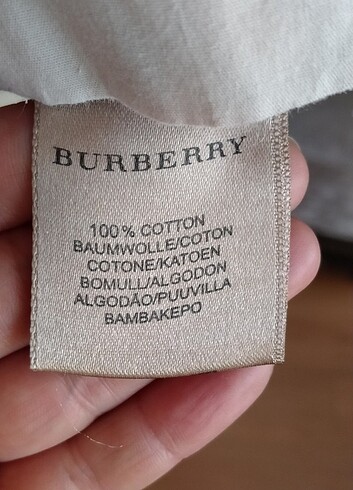 BURBERRY
100% COTTON
BAUMWOLLE/COTON
COTONE/KATOEN
BOMULL/ALGODON
ALGODÃO/PUUVILLA
BAMBAKEPO